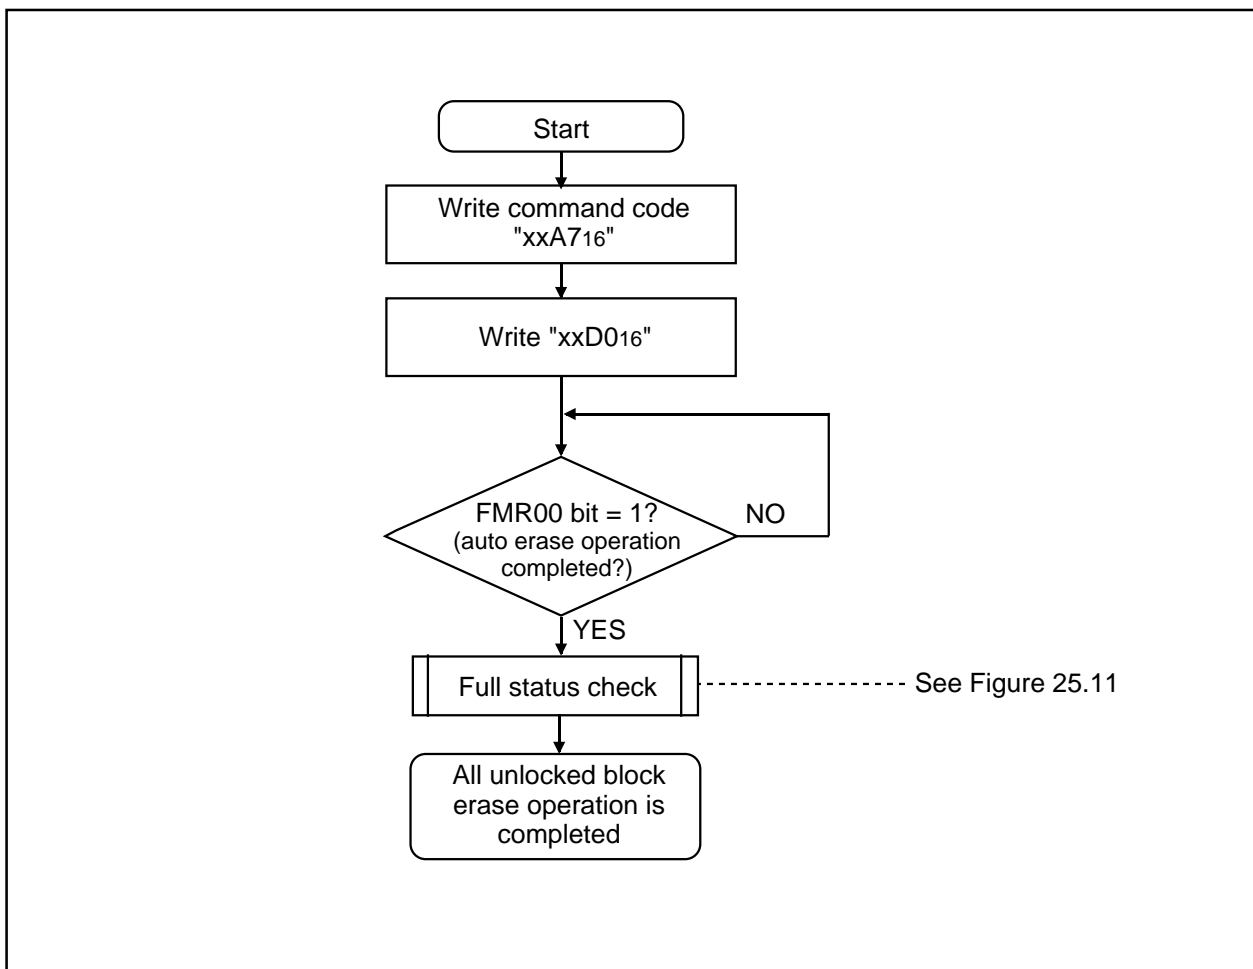 Start
Write command code
"xxA716"
Write "xxD016"
FMR00 bit = 1?
(auto erase operation
completed?)
NO
YES
Full status check
See Figure 25.11
All unlocked block
erase operation is
completed